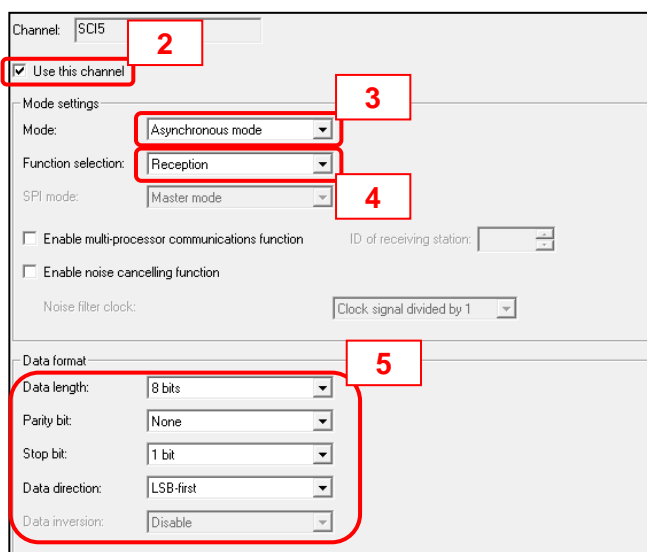 Channel: SCI5
2
Use this channel
Mode settings
3
Mode: Asynchronous mode
Function selection: Reception
4
SPI mode: Master mode
Enable multi-processor communications function ID of receiving station:
Enable noise cancelling function
Noise filter clock: Clock signal divided by 1
Data format
5
Data length: 8 bits
Parity bit: None
Stop bit: 1 bit
Data direction: LSB-first
Data inversion: Disable